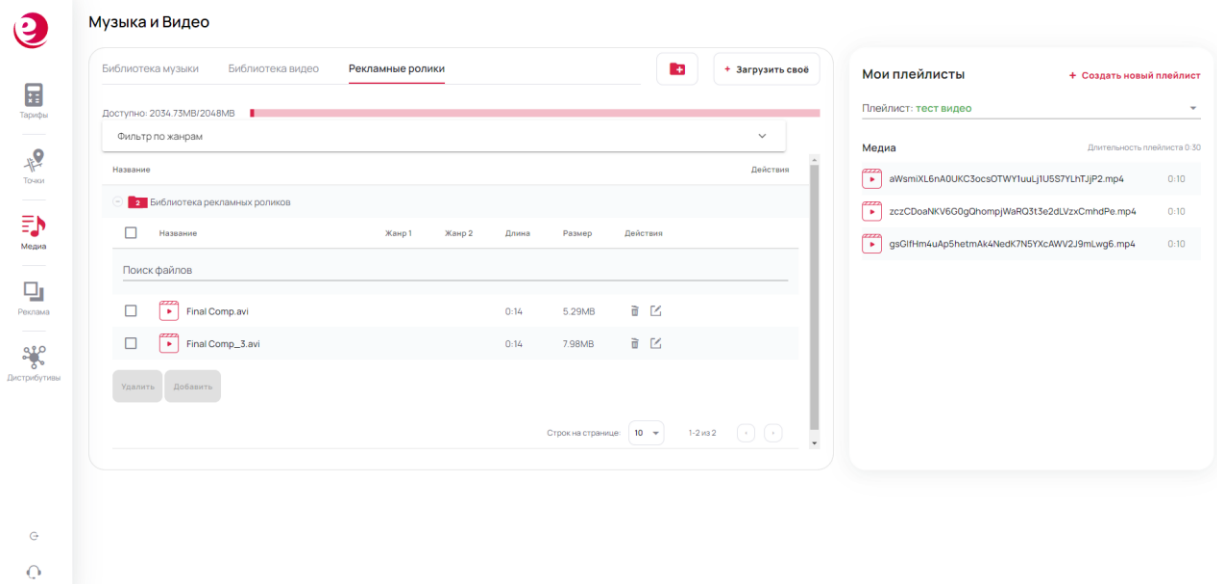 Музыка и Видео
Библиотека музыки Библиотека видео Рекламные ролики + Загрузить своё
Доступно: 2034.73MB/2048MB
Фильтр по жанрам
Название Действия
2 Библиотека рекламных роликов
Название Жанр 1 Жанр 2 Длина Размер Действия
Поиск файлов
Final Comp.avi 0:14 5.29MB
Final Comp_3.avi 0:14 7.98MB
Удалить Добавить
Строк на странице: 10 1-2 из 2
Мои плейлисты + Создать новый плейлист
Плейлист: тест видео
Медиа Длительность плейлиста 0:30
aWsmiXL6nA0UKC3ocsOTWY1uuLj1U5S7YLhTJjP2.mp4 0:10
zczCDoaNKV6G0gQhompjWaRQ3t3e2dLVzxCmhdPe.mp4 0:10
gsGlfHm4uAp5hetmAk4NedK7N5YXcAWV2J9mLwg6.mp4 0:10
Тарифы
Точки
Медиа
Реклама
Дистрибутивы